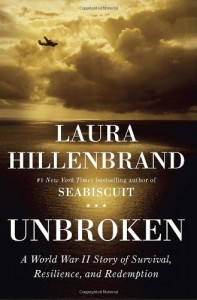 LAURA
HILLENBRAND
#1 New York Times bestselling author of
SEABISCUIT
UNBROKEN
A World War II Story of Survival,
Resilience, and Redemption